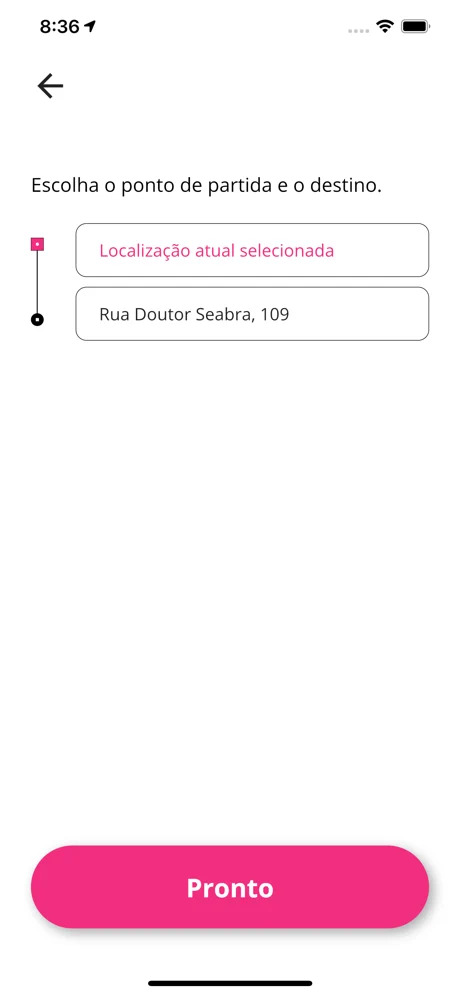 8:36
Escolha o ponto de partida e o destino.
Localização atual selecionada
Rua Doutor Seabra, 109
Pronto